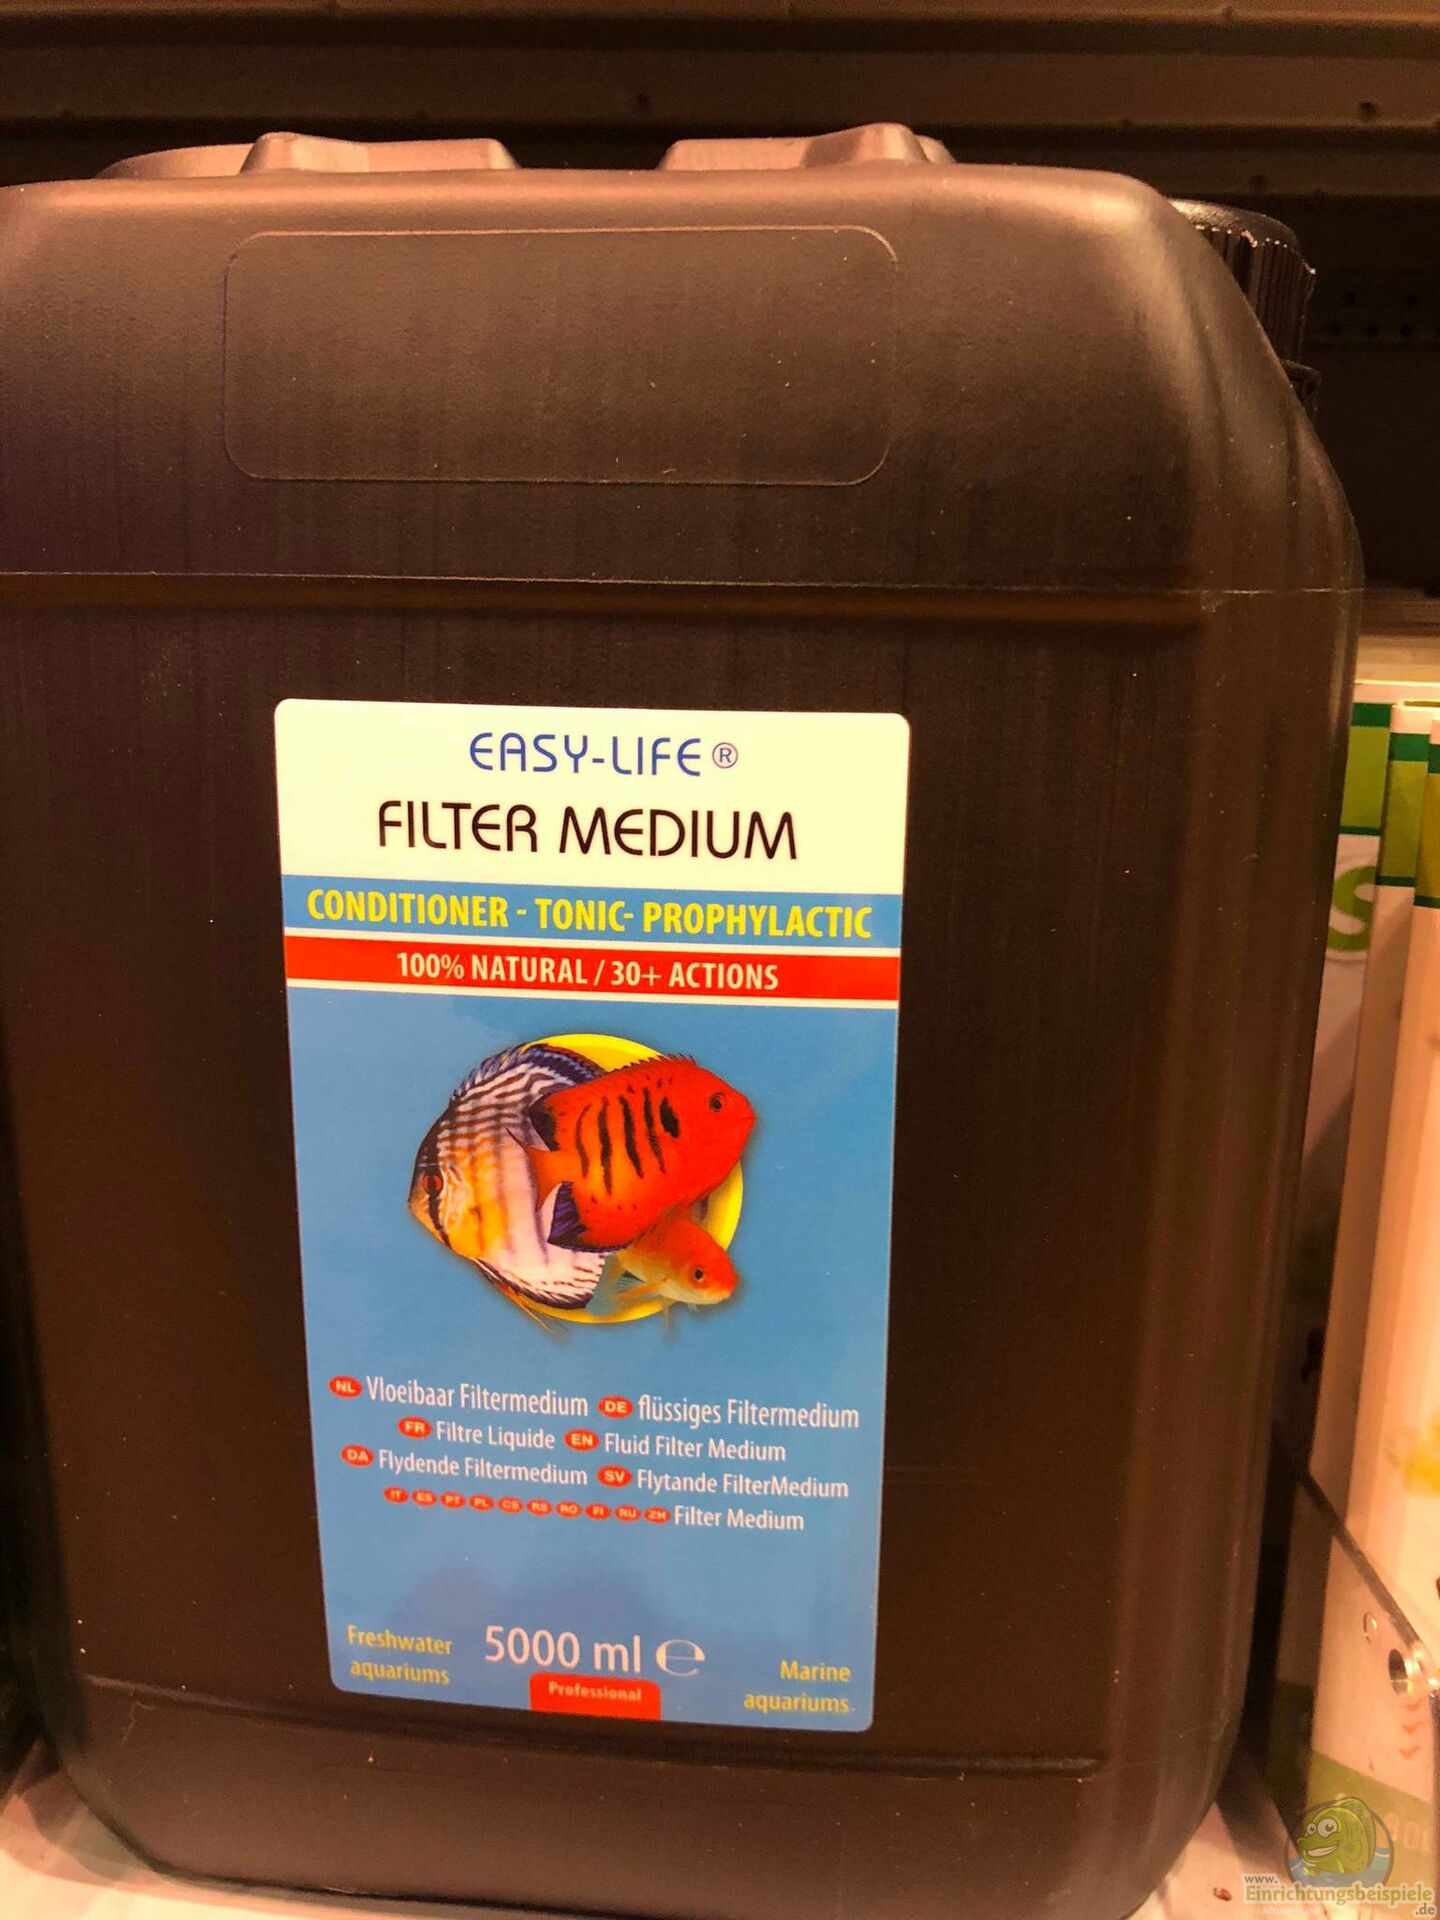 EASY-LIFE®
FILTER MEDIUM
CONDITIONER - TONIC- PROPHYLACTIC
100% NATURAL / 30+ ACTIONS
NL Vloeibaar Filtermedium DE flüssiges Filtermedium
FR Filtre Liquide EN Fluid Filter Medium
DA Flydende Filtermedium SV Flytande FilterMedium
IT ES PT PL CS RS RO FI RU ZH Filter Medium
Freshwater aquariums
5000 ml ℮
Professional
Marine aquariums
S
www.
Einrichtungsbeispiele
.de